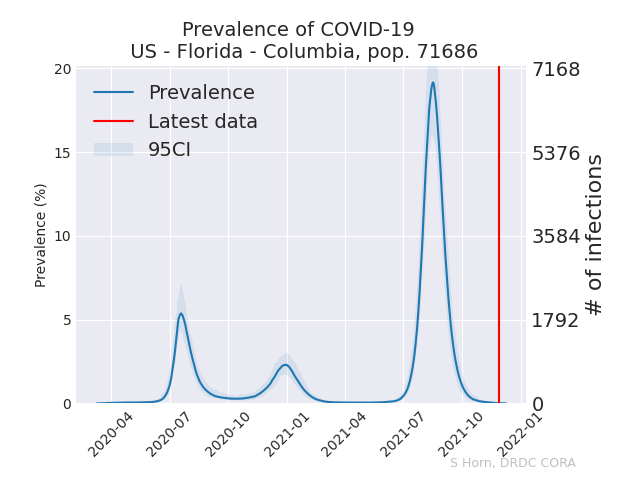 Prevalence of COVID-19
US - Florida - Columbia, pop. 71686
Prevalence
Latest data
95CI
Prevalence (%)
20
15
10
5
0
7168
5376
3584
1792
0
# of infections
2020-04
2020-07
2020-10
2021-01
2021-04
2021-07
2021-10
2022-01
S Horn, DRDC CORA